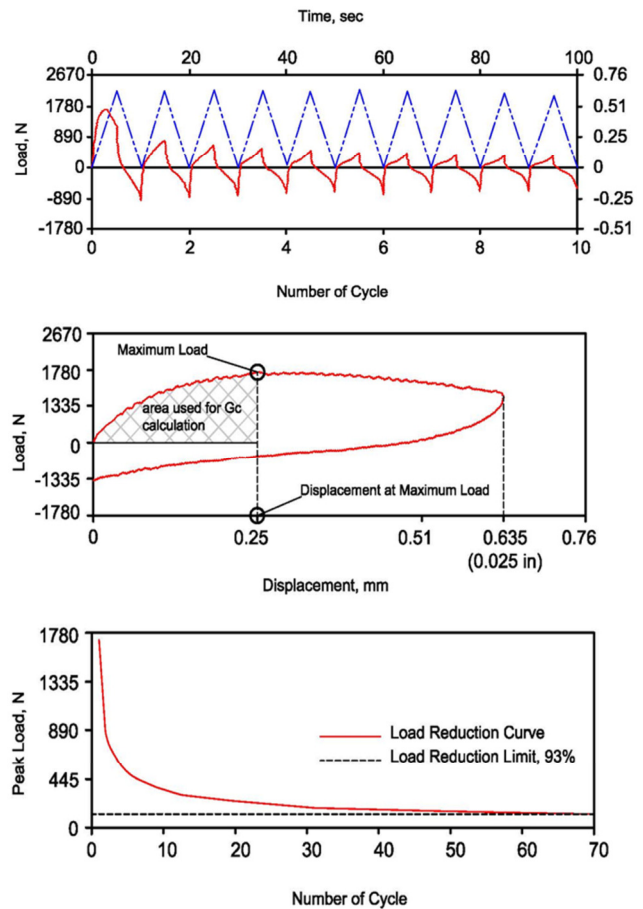 Time, sec
0 20 40 60 80 100
2670 0.76
1780 0.51
890 0.25
0 0
-890 -0.25
-1780 -0.51
Load, N
0 2 4 6 8 10
Number of Cycle
2670
1780
1335
0
-1335
-1780
Load, N
Maximum Load
area used for Gc
calculation
Displacement at Maximum Load
0 0.25 0.51 0.635 0.76
(0.025 in)
Displacement, mm
1780
1335
890
445
0
Peak Load, N
Load Reduction Curve
Load Reduction Limit, 93%
0 10 20 30 40 50 60 70
Number of Cycle